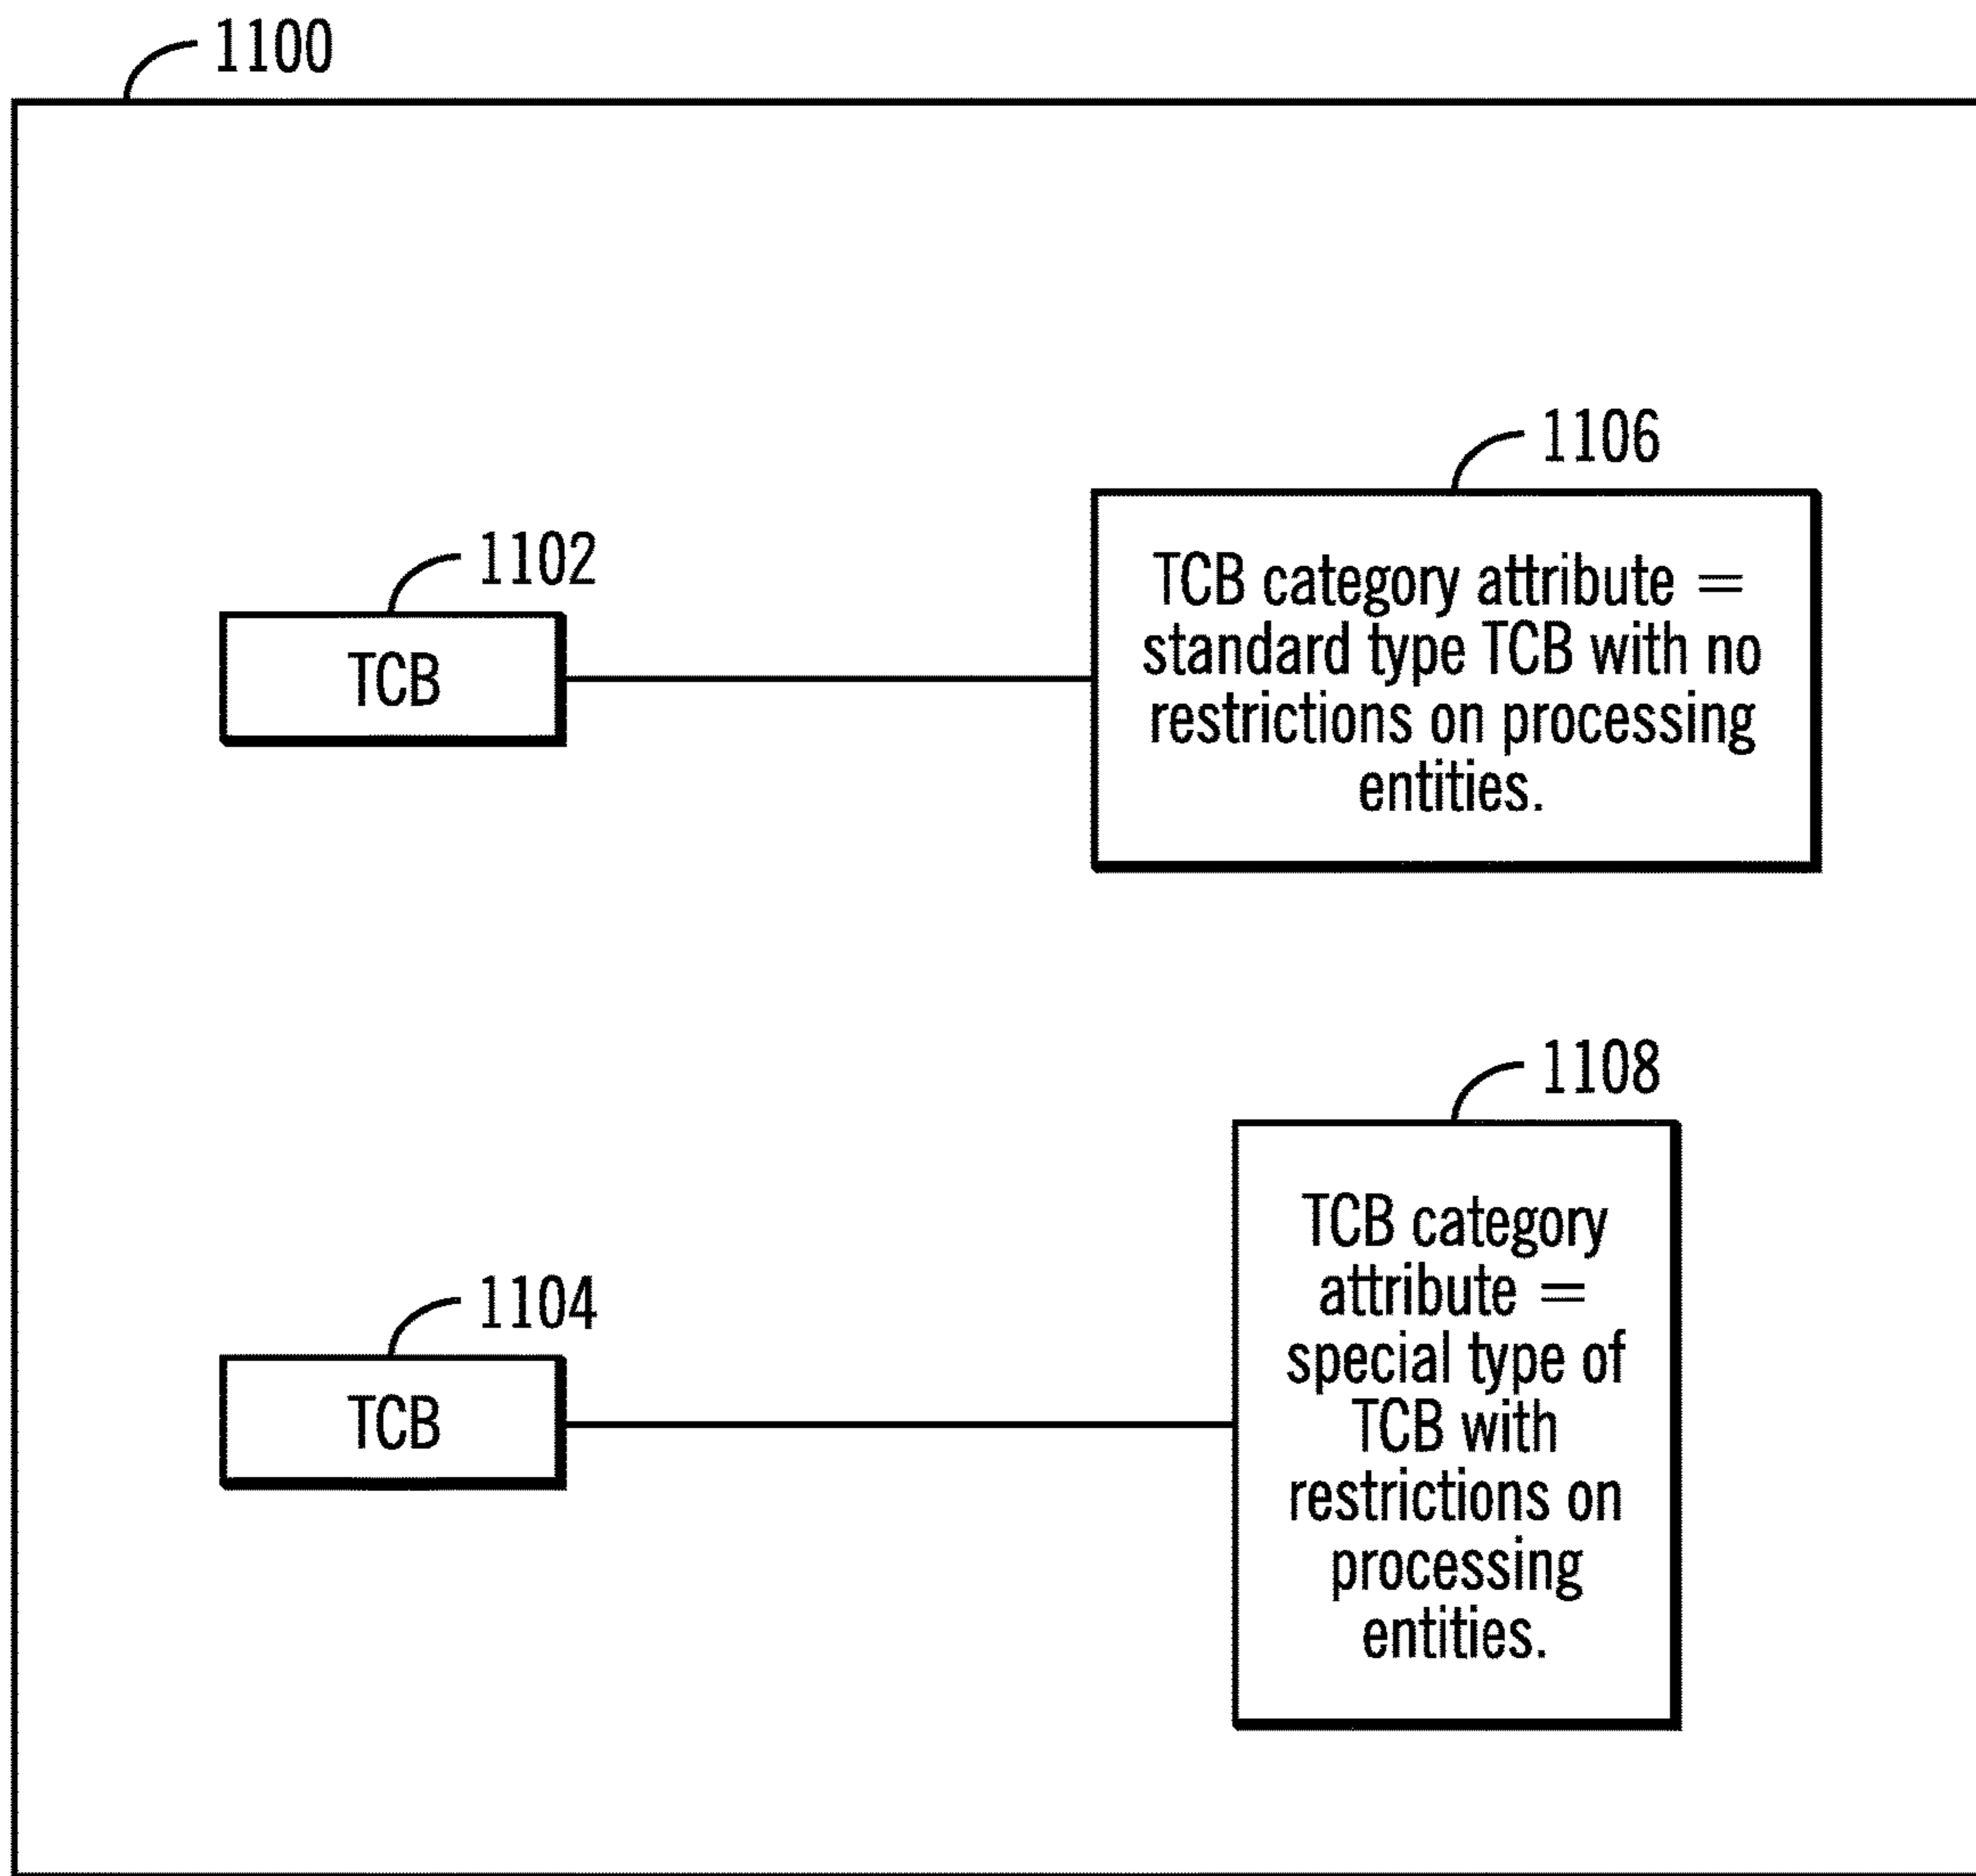 1100
1106
TCB category attribute =
standard type TCB with no
restrictions on processing
entities.
1102
TCB
1108
TCB category
attribute =
special type of
TCB with
restrictions on
processing
entities.
1104
TCB